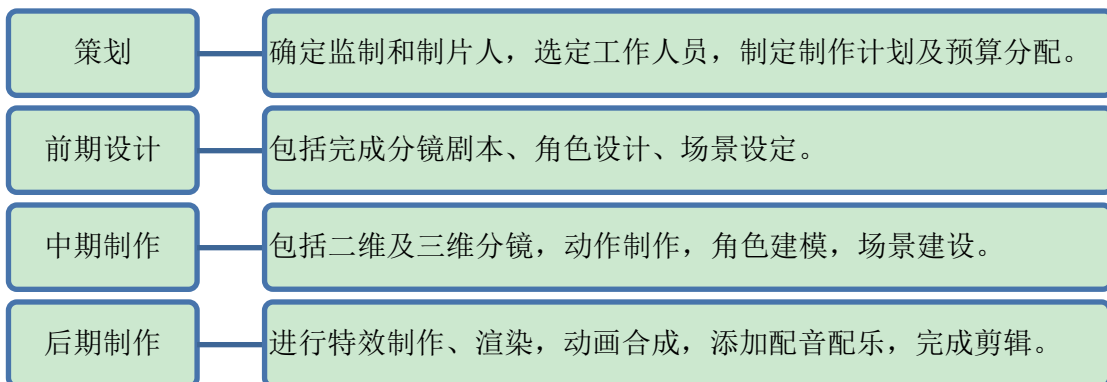 策划
确定监制和制片人，选定工作人员，制定制作计划及预算分配。
前期设计
包括完成分镜剧本、角色设计、场景设定。
中期制作
包括二维及三维分镜，动作制作，角色建模，场景建设。
后期制作
进行特效制作、渲染，动画合成，添加配音配乐，完成剪辑。